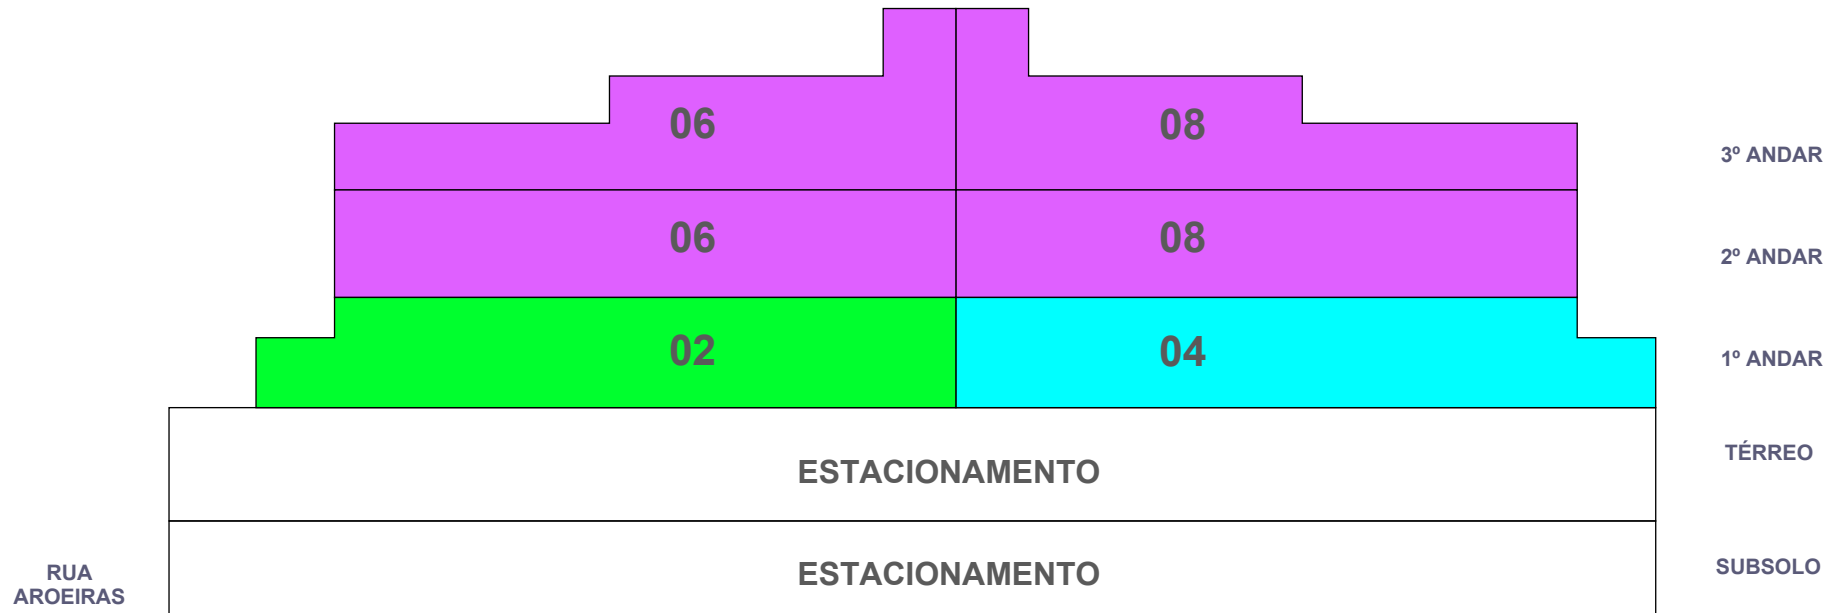 06 08
3º ANDAR
06 08
2º ANDAR
02 04
1º ANDAR
TÉRREO
ESTACIONAMENTO
SUBSOLO
ESTACIONAMENTO
RUA
AROEIRAS